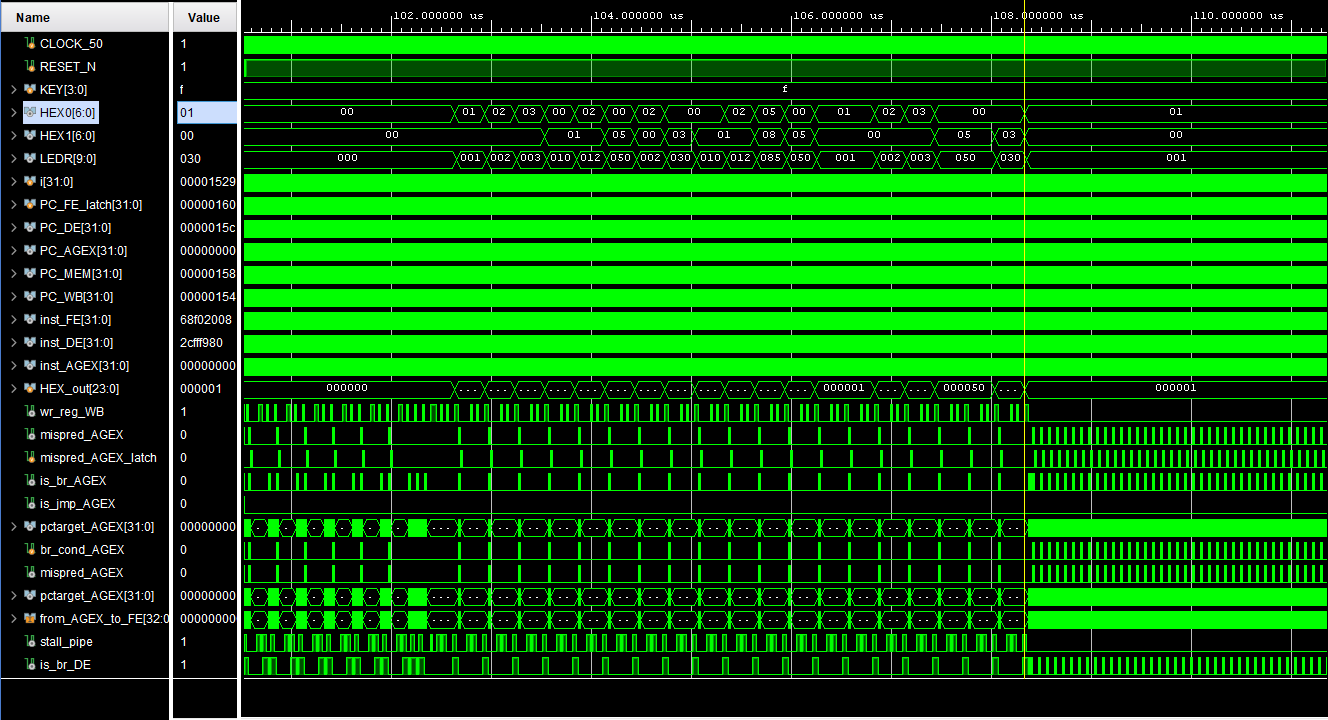 Name Value 102.000000 us 104.000000 us 106.000000 us 108.000000 us 110.000000 us
CLOCK_50 1
RESET_N 1
KEY[3:0] f f
HEX0[6:0] 01 00 01 02 03 00 02 00 02 00 02 05 00 01 02 03 00 01
HEX1[6:0] 00 00 01 05 00 03 01 08 05 00 05 03 00
LEDR[9:0] 030 000 001 002 003 010 012 050 002 030 010 012 085 050 001 002 003 050 030 001
i[31:0] 00001529
PC_FE_latch[31:0] 00000160
PC_DE[31:0] 0000015c
PC_AGEX[31:0] 00000000
PC_MEM[31:0] 00000158
PC_WB[31:0] 00000154
inst_FE[31:0] 68f02008
inst_DE[31:0] 2cfff980
inst_AGEX[31:0] 00000000
HEX_out[23:0] 000001 000000 ... ... ... ... ... ... ... ... ... ... ... ... 000001 ... ... 000050 ... 000001
wr_reg_WB 1
mispred_AGEX 0
mispred_AGEX_latch 0
is_br_AGEX 0
is_jmp_AGEX 0
pctarget_AGEX[31:0] 00000000
br_cond_AGEX 0
mispred_AGEX 0
pctarget_AGEX[31:0] 00000000
from_AGEX_to_FE[32:0 00000000
stall_pipe 1
is_br_DE 1